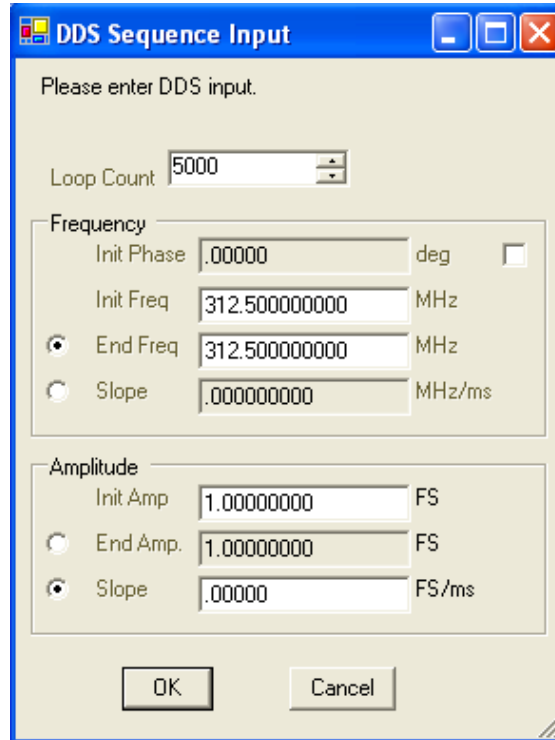 DDS Sequence Input
Please enter DDS input.
Loop Count 5000
Frequency
Init Phase .00000 deg
Init Freq 312.500000000 MHz
End Freq 312.500000000 MHz
Slope .000000000 MHz/ms
Amplitude
Init Amp 1.00000000 FS
End Amp. 1.00000000 FS
Slope .00000 FS/ms
OK Cancel